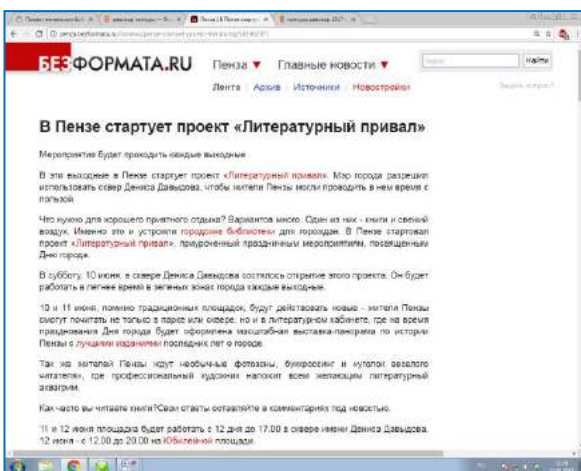 БЕЗФОРМАТА.RU
Пенза ▼ Главные новости ▼
Найти
Лента Архив Источники Новостройки
В Пензе стартует проект «Литературный привал»
Мероприятие будет проходить каждые выходные
В эти выходные в Пензе стартует проект «Литературный привал». Мэр города разрешил
использовать сквер Дениса Давыдова, чтобы жители Пензы могли проводить в нем время с
пользой.
Что нужно для хорошего приятного отдыха? Вариантов много. Один из них - книги и свежий
воздух. Именно это и устроили городские библиотеки для горожан. В Пензе стартовал
проект «Литературный привал», приуроченный праздничным мероприятиям, посвященным
Дню города.
В субботу, 10 июня, в сквере Дениса Давыдова состоялось открытие этого проекта. Он будет
работать в летнее время в зеленых зонах города каждые выходные.
10 и 11 июня, помимо традиционных площадок, будут действовать новые - жители Пензы
смогут почитать не только в парке или сквере, но и в литературном кабинете, где на время
празднования Дня города будет оформлена масштабная выставка-панорама по истории
Пензы с лучшими изданиями последних лет о городе.
Так же жителей Пензы ждут необычные фотозоны, буккроссинг и «уголок веселого
читателя», где профессиональный художник нанесет всем желающим литературный
аквагрим.
Как часто вы читаете книги?Свои ответы оставляйте в комментариях под новостью.
11 и 12 июня площадка будет работать с 12 дня до 17.00 в сквере имени Дениса Давыдова,
12 июня - с 12.00 до 20.00 на Юбилейной площади.